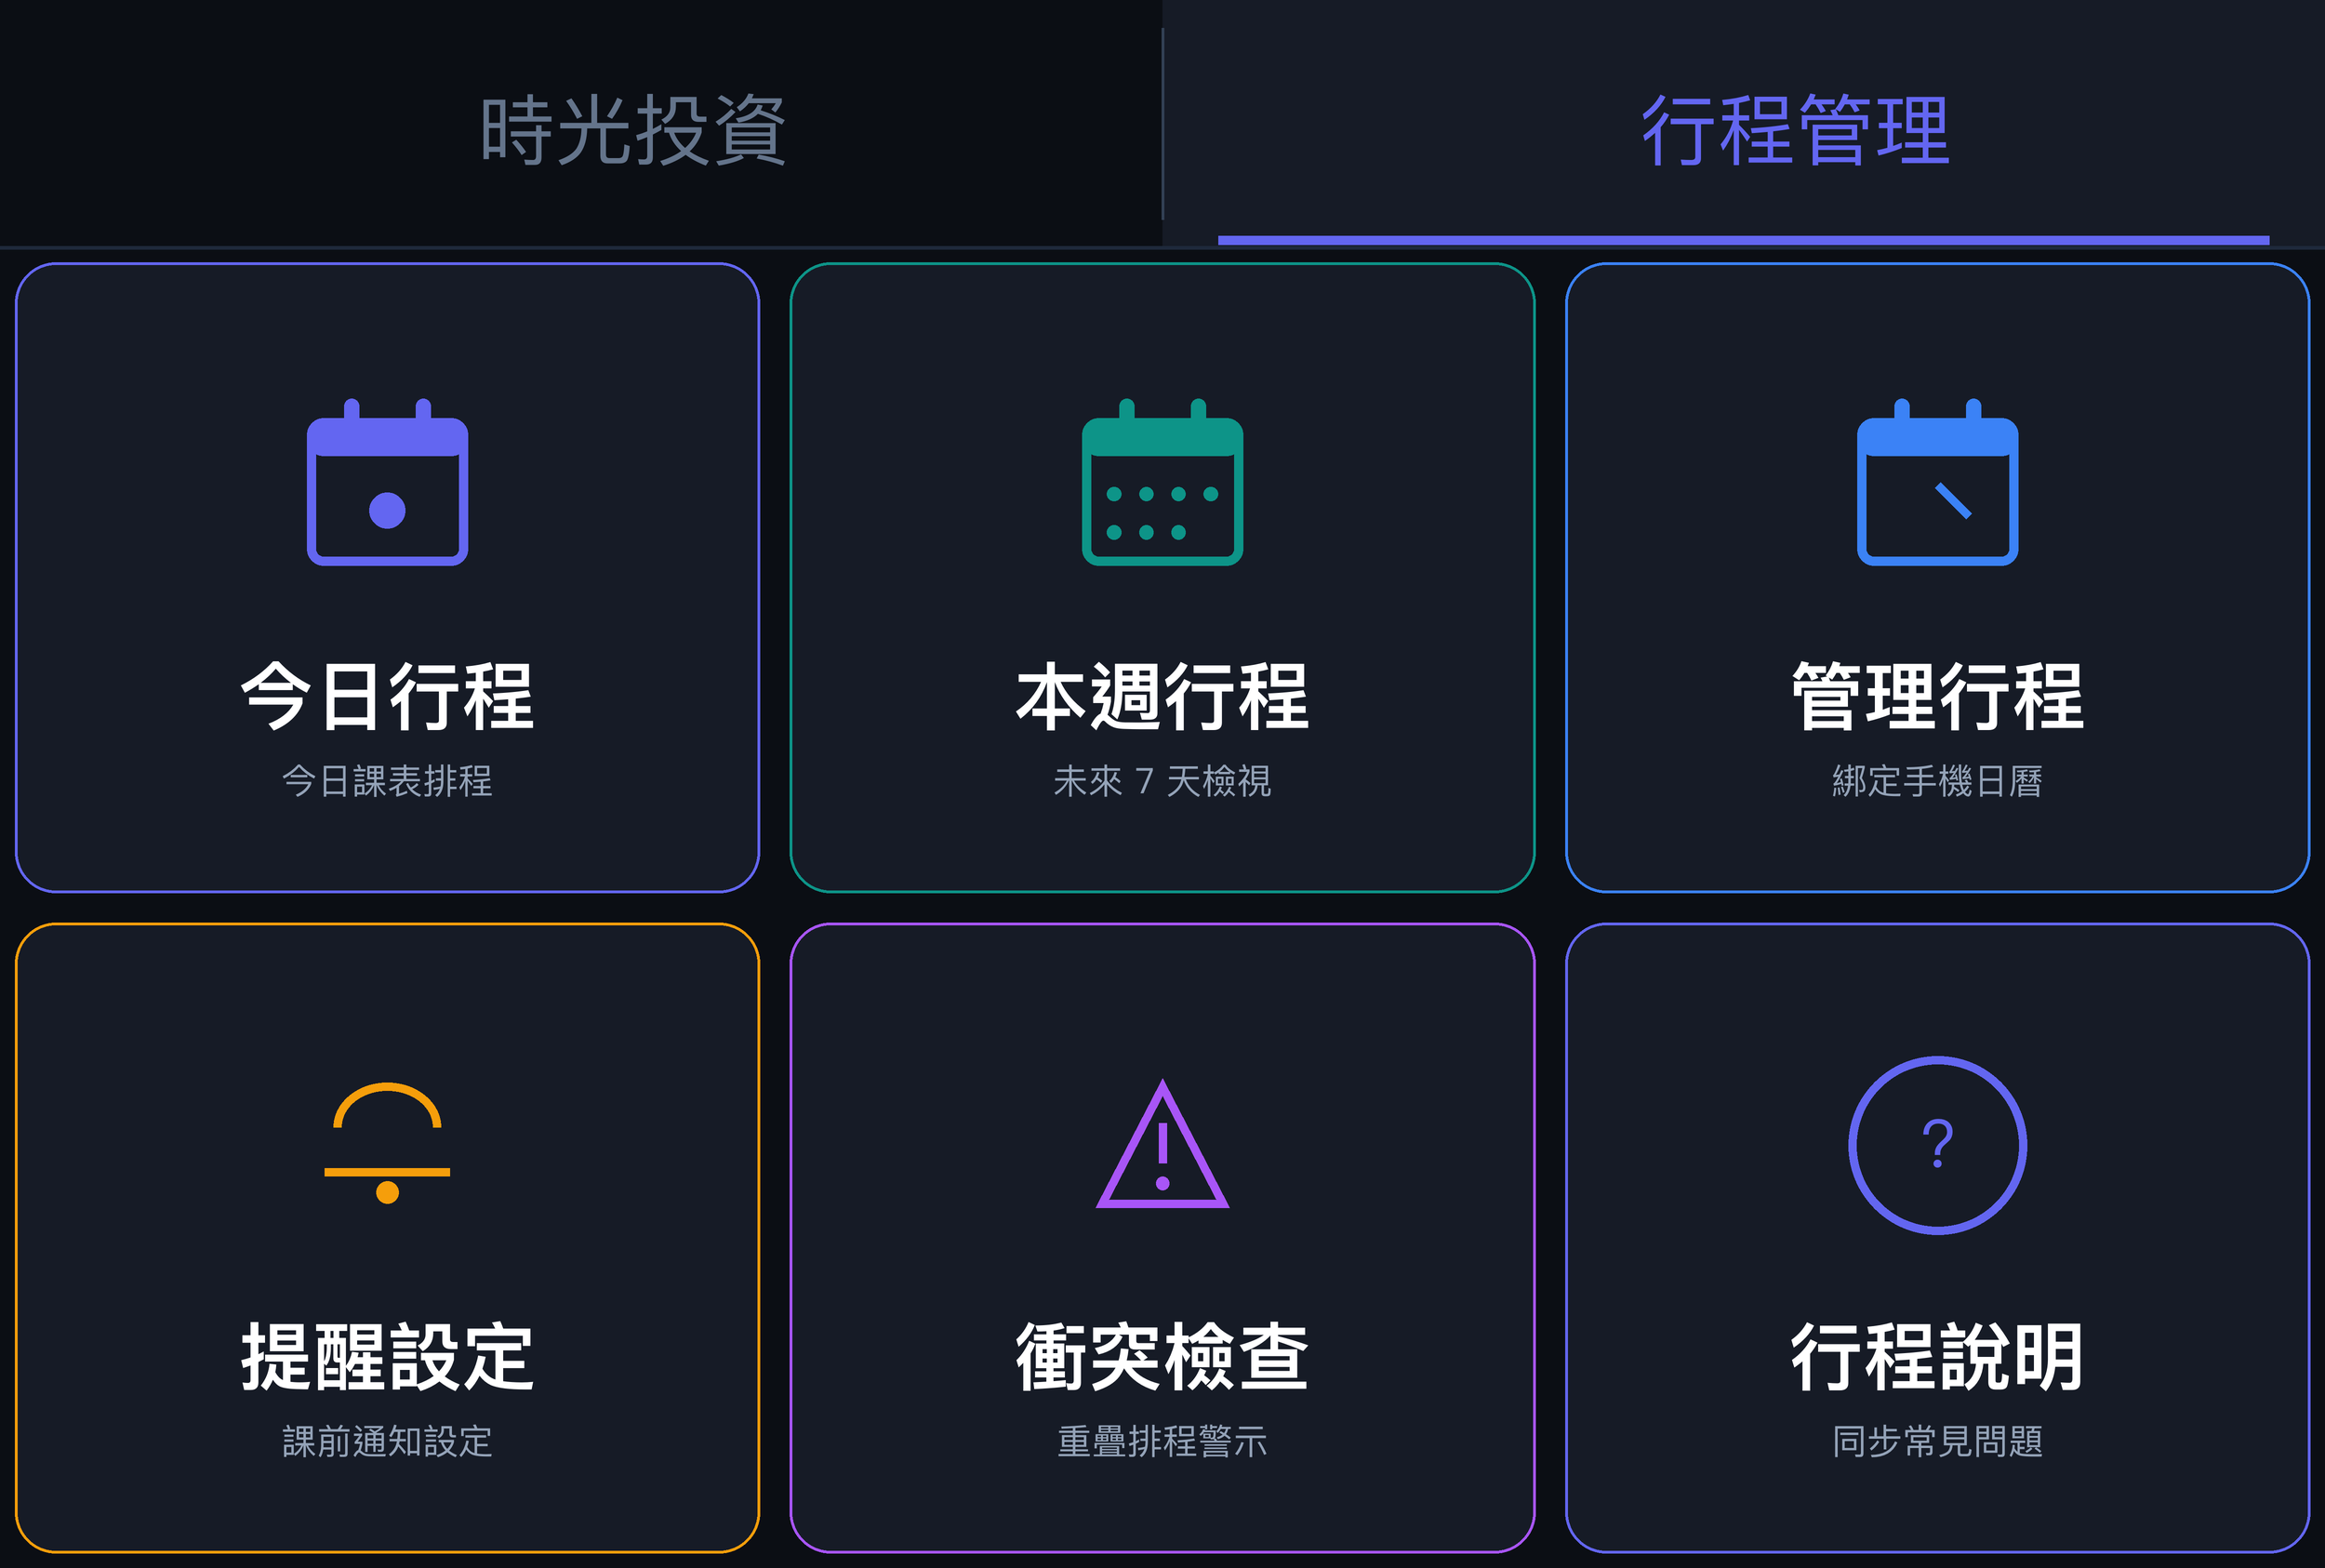 時光投資
行程管理
今日行程
今日課表排程
本週行程
未來 7 天檢視
管理行程
綁定手機日曆
提醒設定
課前通知設定
衝突檢查
重疊排程警示
?
行程說明
同步常見問題